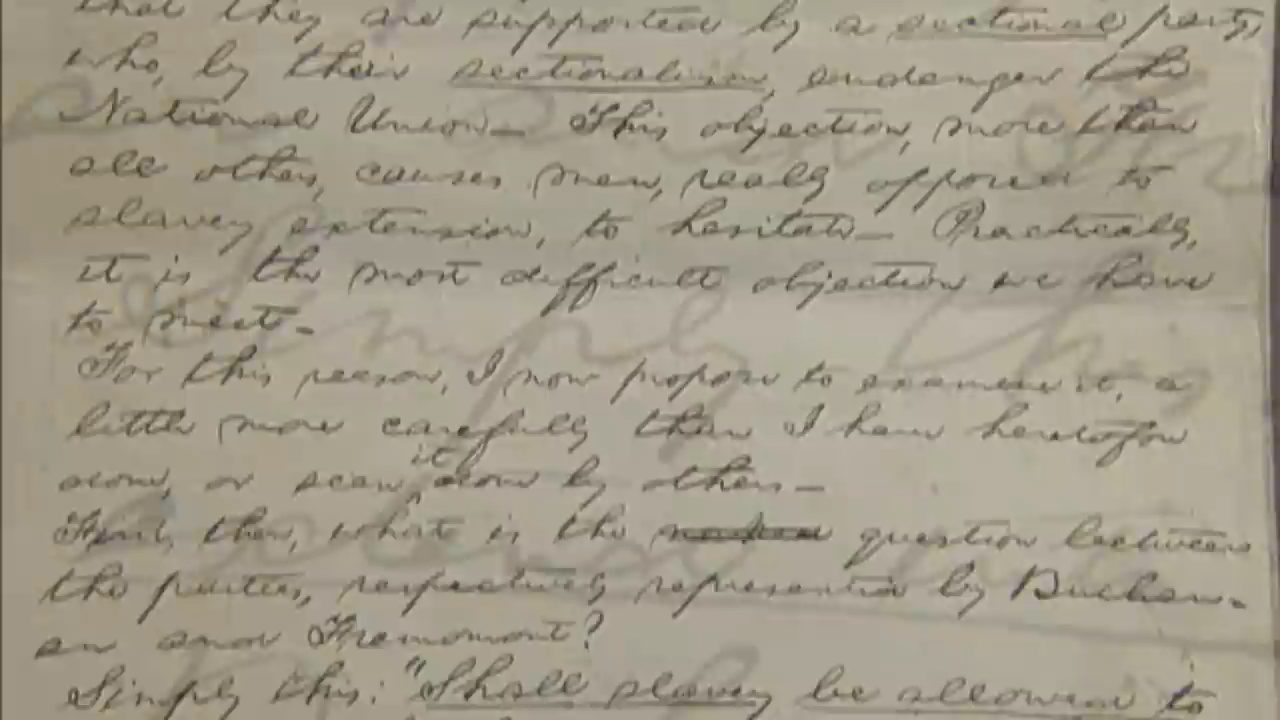 that they are supported by a sectional party,
who, by their sectionalism, endanger the
National Union— This objection, more than
all others, causes men, really opposed to
slavery extension, to hesitate— Practically,
it is the most difficult objection we have
to meet—
For this reason, I now propose to examine it, a
little more carefully than I have heretofore
done, or seen it done by others—
First, then, what is the question between
the parties, respectively represented by Buchan-
an and Fremomont?
Simply this: "Shall slavery be allowed to